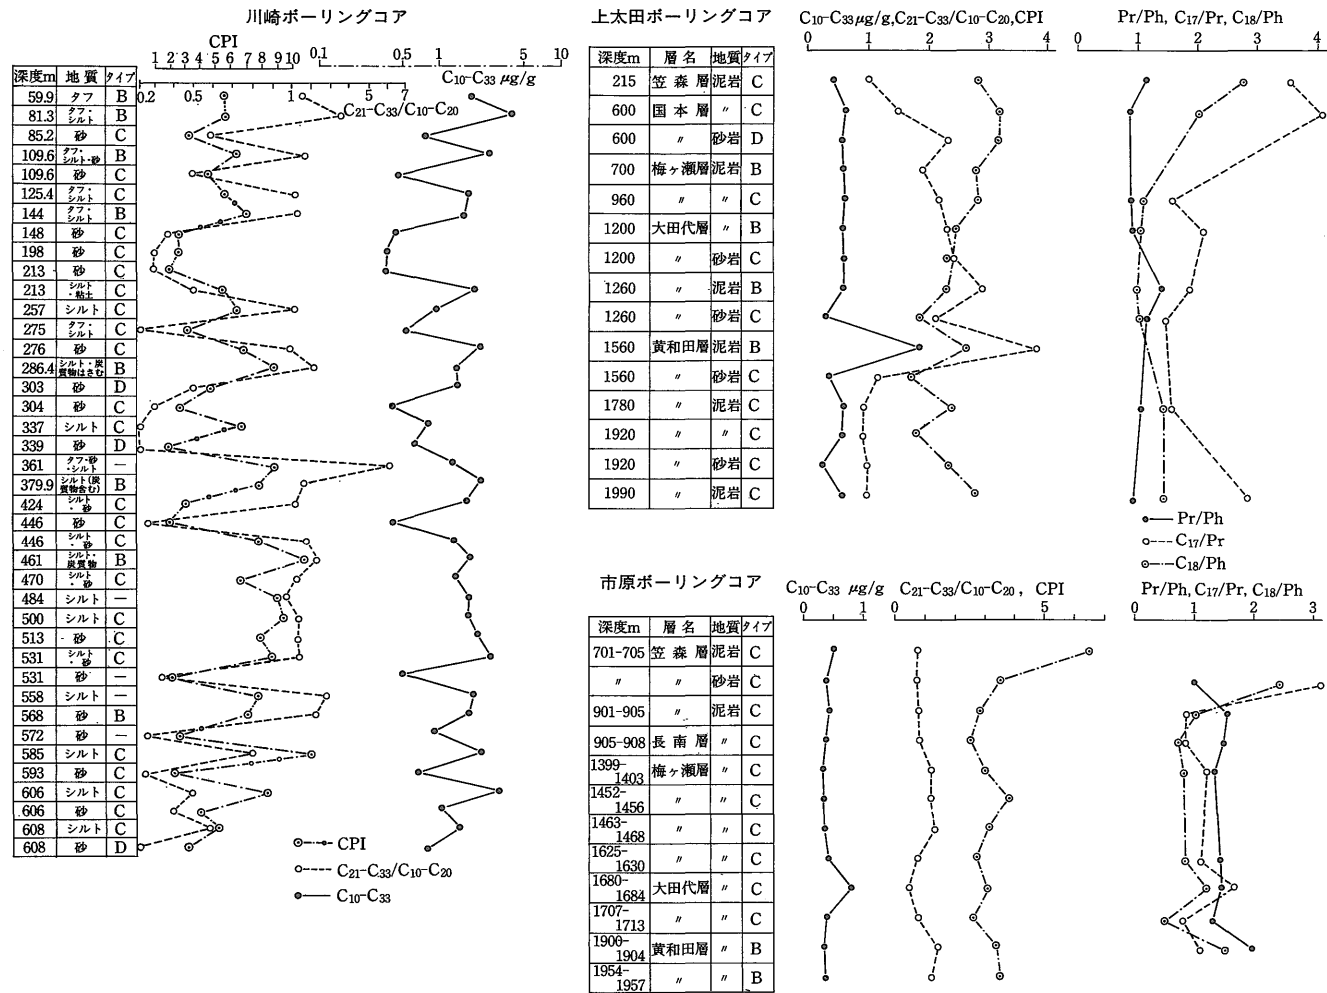 川崎ボーリングコア
CPI
1 2 3 4 5 6 7 8 9 10
0.1 0.5 1 5 10
C10-C33 μg/g
0.2 0.5 1 5 7
C21-C33/C10-C20
深度m 地質 タイプ
59.9 タフ B
81.3 タフ・シルト B
85.2 砂 C
109.6 タフ・シルト・砂 B
109.6 砂 C
125.4 タフ・シルト C
144 タフ・シルト B
148 砂 C
198 砂 C
213 砂 C
213 シルト・粘土 C
257 シルト C
275 タフ・シルト C
276 砂 C
286.4 シルト・炭質物はさむ B
303 砂 D
304 砂 C
337 シルト C
339 砂 D
361 タフ・砂・シルト —
379.9 シルト(炭質物含む) B
424 シルト・砂 C
446 砂 C
446 シルト・砂 C
461 シルト・炭質物 B
470 シルト・砂 C
484 シルト —
500 シルト C
513 砂 C
531 シルト・砂 C
531 砂 —
558 シルト —
568 砂 B
572 砂 —
585 シルト C
593 砂 C
606 シルト C
606 砂 C
608 シルト C
608 砂 D
CPI
C21-C33/C10-C20
C10-C33
上太田ボーリングコア
C10-C33μg/g,C21-C33/C10-C20,CPI
0 1 2 3 4
Pr/Ph, C17/Pr, C18/Ph
0 1 2 3 4
深度m 層名 地質 タイプ
215 笠森層 泥岩 C
600 国本層 〃 C
600 〃 砂岩 D
700 梅ヶ瀬層 泥岩 B
960 〃 〃 C
1200 大田代層 〃 B
1200 〃 砂岩 C
1260 〃 泥岩 B
1260 〃 砂岩 C
1560 黄和田層 泥岩 B
1560 〃 砂岩 C
1780 〃 泥岩 C
1920 〃 〃 C
1920 〃 砂岩 C
1990 〃 泥岩 C
Pr/Ph
C17/Pr
C18/Ph
市原ボーリングコア
C10-C33 μg/g
0 1
C21-C33/C10-C20, CPI
0 5
Pr/Ph, C17/Pr, C18/Ph
0 1 2 3
深度m 層名 地質 タイプ
701-705 笠森層 泥岩 C
〃 〃 砂岩 C
901-905 〃 泥岩 C
905-908 長南層 〃 C
1399-1403 梅ヶ瀬層 〃 C
1452-1456 〃 〃 C
1463-1468 〃 〃 C
1625-1630 〃 〃 C
1680-1684 大田代層 〃 C
1707-1713 〃 〃 C
1900-1904 黄和田層 〃 B
1954-1957 〃 〃 B